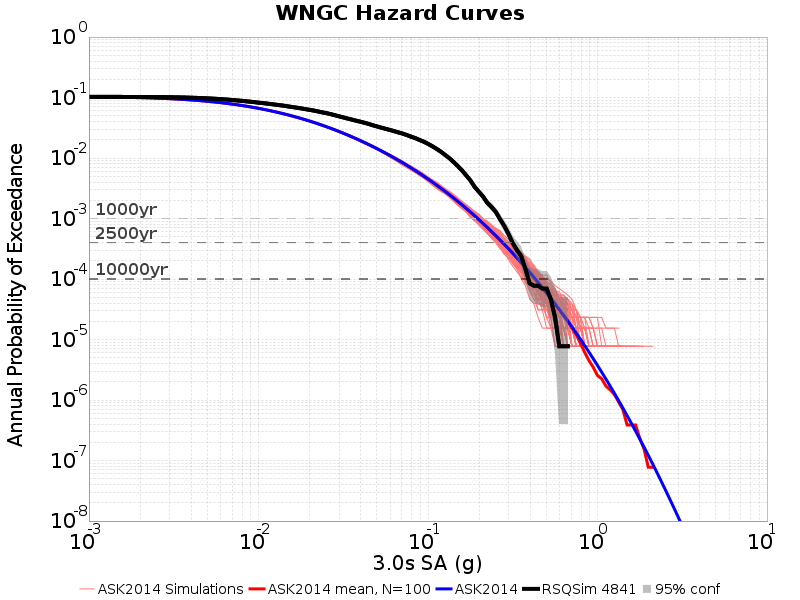 WNGC Hazard Curves
Annual Probability of Exceedance
10^0
10^-1
10^-2
10^-3
10^-4
10^-5
10^-6
10^-7
10^-8
1000yr
2500yr
10000yr
10^-3 10^-2 10^-1 10^0 10^1
3.0s SA (g)
ASK2014 Simulations ASK2014 mean, N=100 ASK2014 RSQSim 4841 95% conf